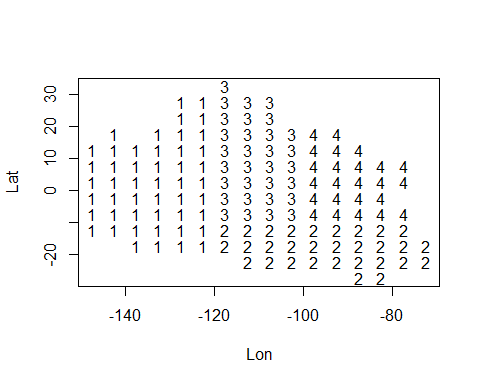 3
1 1 3 3 3
1 1 3 3 3
1 1 1 1 3 3 3 3 4 4
1 1 1 1 1 1 3 3 3 3 4 4 4
1 1 1 1 1 1 3 3 3 3 4 4 4 4 4
1 1 1 1 1 1 3 3 3 3 4 4 4 4 4
1 1 1 1 1 1 3 3 3 3 4 4 4 4
1 1 1 1 1 1 3 3 3 3 4 4 4 4 4
1 1 1 1 1 1 2 2 2 2 2 2 2 2 2
1 1 1 1 2 2 2 2 2 2 2 2 2 2
2 2 2 2 2 2 2 2 2
2 2
30
20
10
0
-20
Lat
-140 -120 -100 -80
Lon